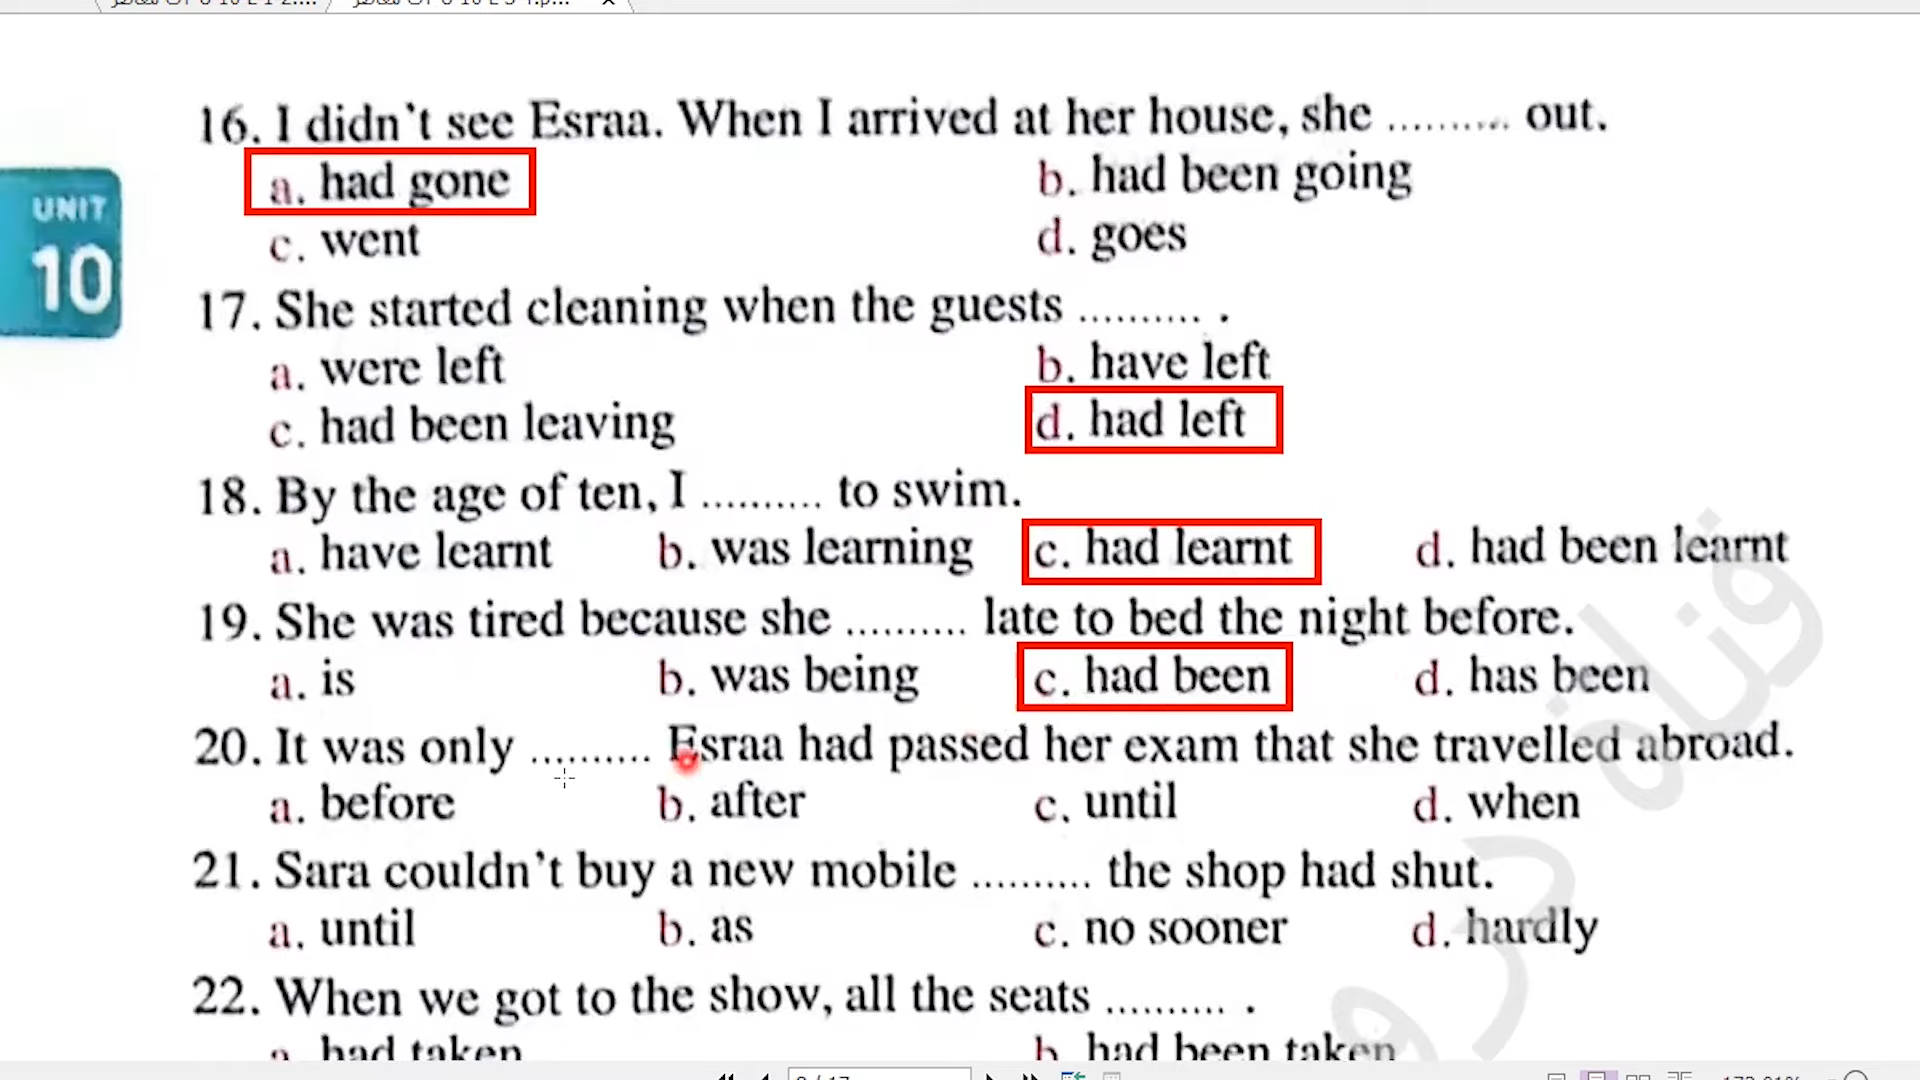 16. I didn't see Esraa. When I arrived at her house, she .......... out.
a. had gone b. had been going
c. went d. goes
UNIT
10
17. She started cleaning when the guests .......... .
a. were left b. have left
c. had been leaving d. had left
18. By the age of ten, I .......... to swim.
a. have learnt b. was learning c. had learnt d. had been learnt
19. She was tired because she .......... late to bed the night before.
a. is b. was being c. had been d. has been
20. It was only .......... Esraa had passed her exam that she travelled abroad.
a. before b. after c. until d. when
21. Sara couldn't buy a new mobile .......... the shop had shut.
a. until b. as c. no sooner d. hardly
22. When we got to the show, all the seats .......... .
a. had taken b. had been taken
قناة